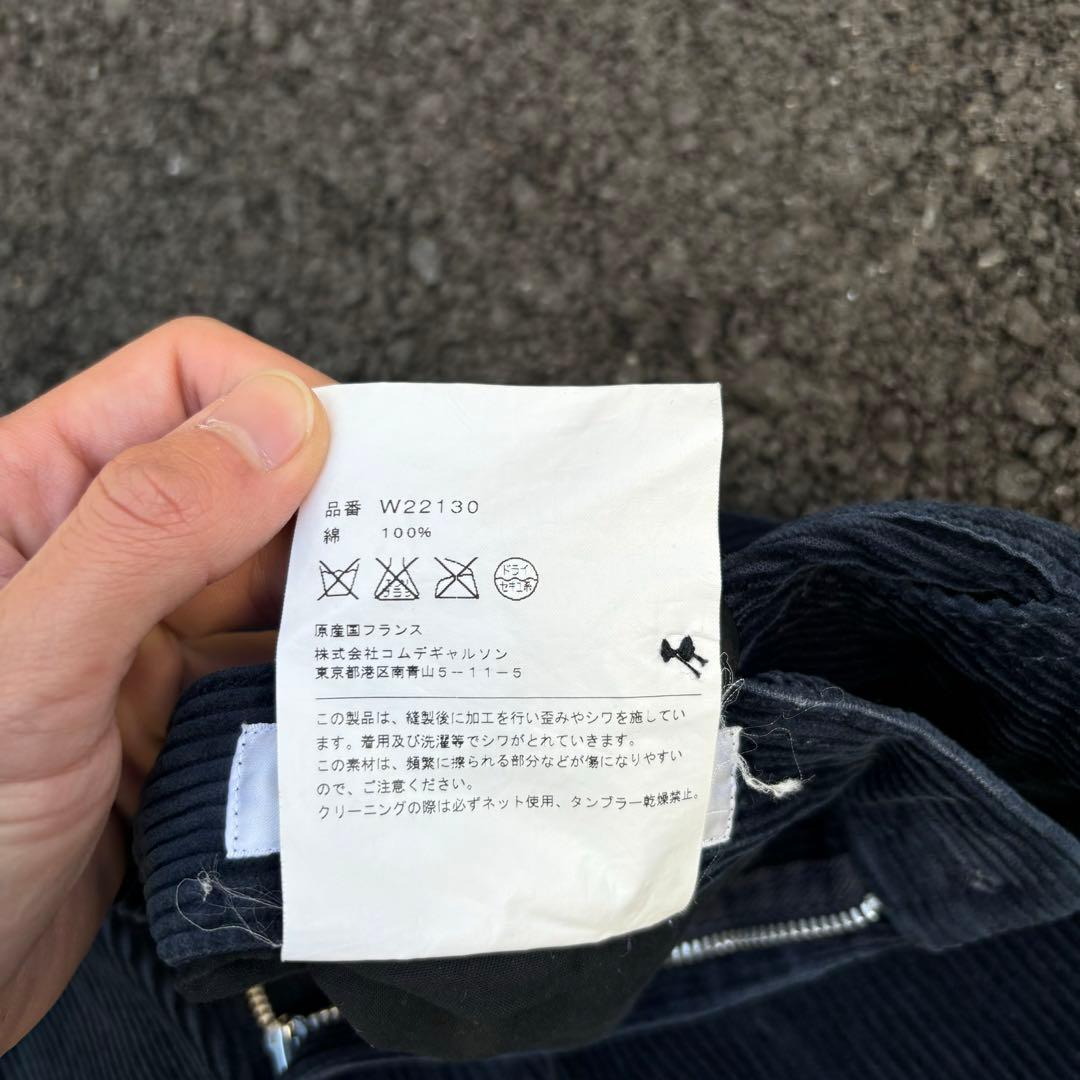 品番 W22130
綿 100%
ドライ
セキユ系
原産国フランス
株式会社コムデギャルソン
東京都港区南青山5-11-5
この製品は、縫製後に加工を行い歪みやシワを施してい
ます。着用及び洗濯等でシワがとれていきます。
この素材は、頻繁に擦られる部分などが傷になりやすい
ので、ご注意ください。
クリーニングの際は必ずネット使用、タンブラー乾燥禁止。